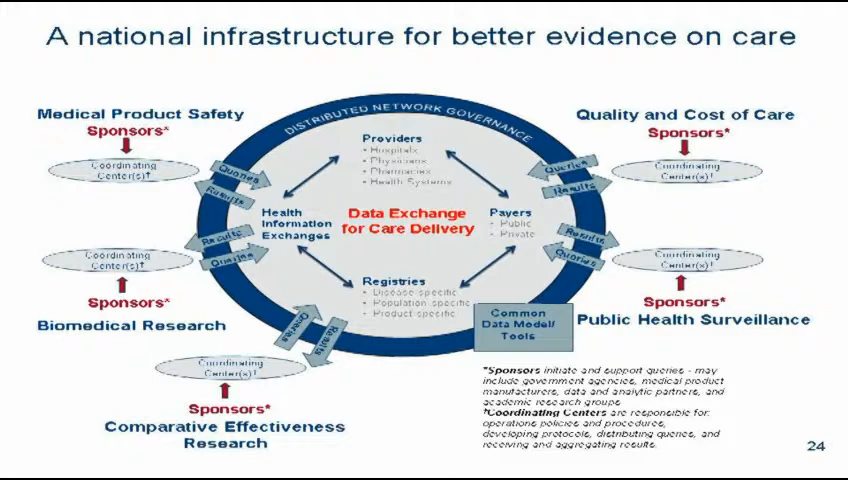 A national infrastructure for better evidence on care
Medical Product Safety
Sponsors*
Coordinating
Center(s)†
Quality and Cost of Care
Sponsors*
Coordinating
Center(s)†
DISTRIBUTED NETWORK GOVERNANCE
Providers
• Hospitals
• Physicians
• Pharmacies
• Health Systems
Queries
Results
Queries
Results
Health
Information
Exchanges
Data Exchange
for Care Delivery
Payers
• Public
• Private
Results
Queries
Results
Queries
Coordinating
Center(s)†
Sponsors*
Biomedical Research
Coordinating
Center(s)†
Sponsors*
Public Health Surveillance
Registries
• Disease-specific
• Population-specific
• Product-specific
Common
Data Model/
Tools
Queries
Results
Coordinating
Center(s)†
Sponsors*
Comparative Effectiveness
Research
*Sponsors initiate and support queries - may
include government agencies, medical product
manufacturers, data and analytic partners, and
academic research groups
†Coordinating Centers are responsible for:
operations policies and procedures,
developing protocols, distributing queries, and
receiving and aggregating results.
24